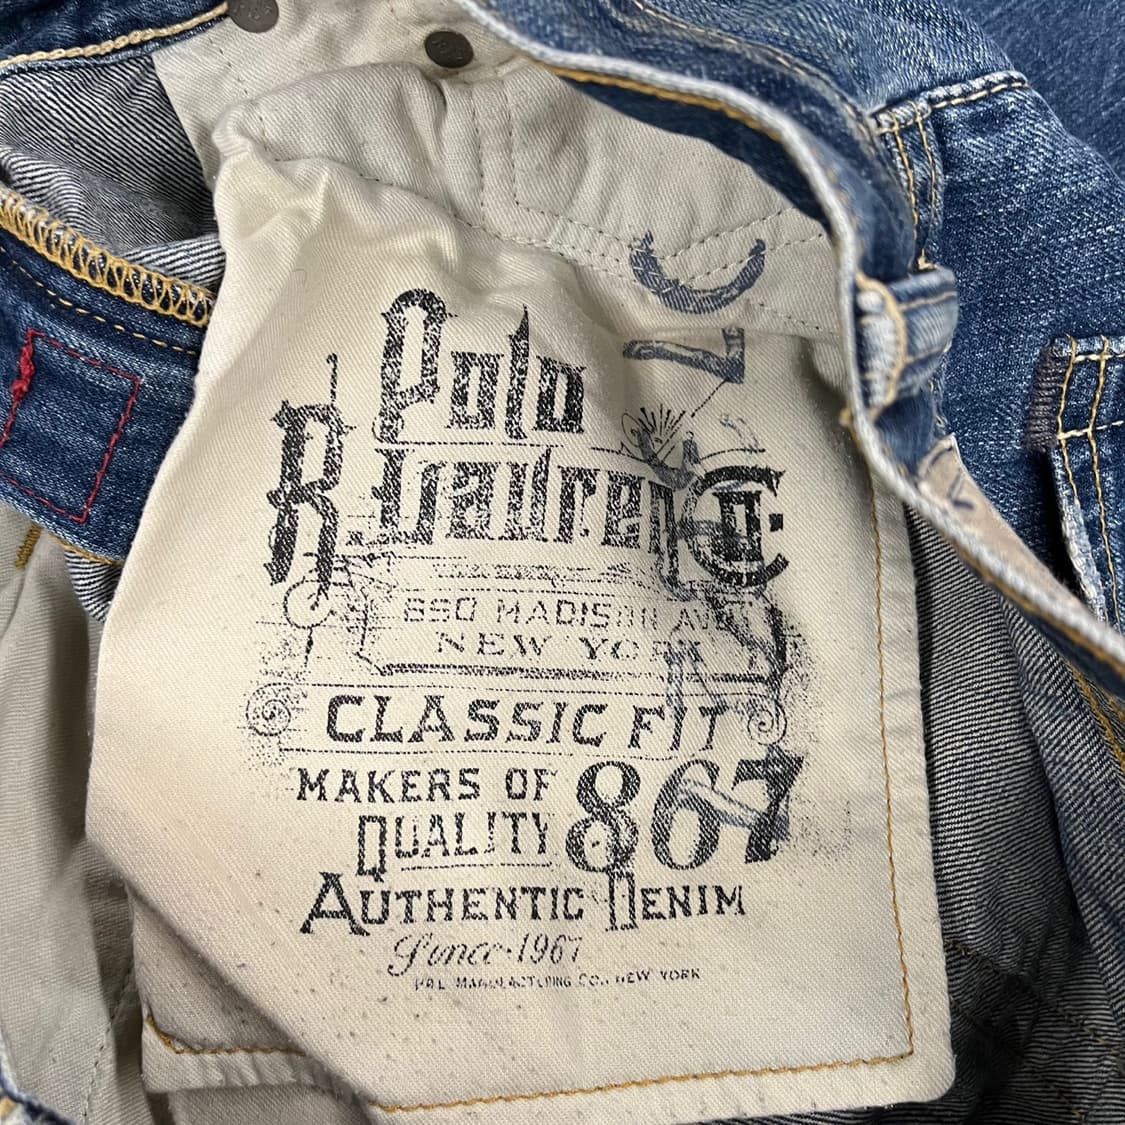 Polo
R. Lauren Co.
650 MADISON AVE
NEW YORK
CLASSIC FIT
MAKERS OF
QUALITY 867
AUTHENTIC DENIM
Since 1967
PRL MANUFACTURING CO., NEW YORK